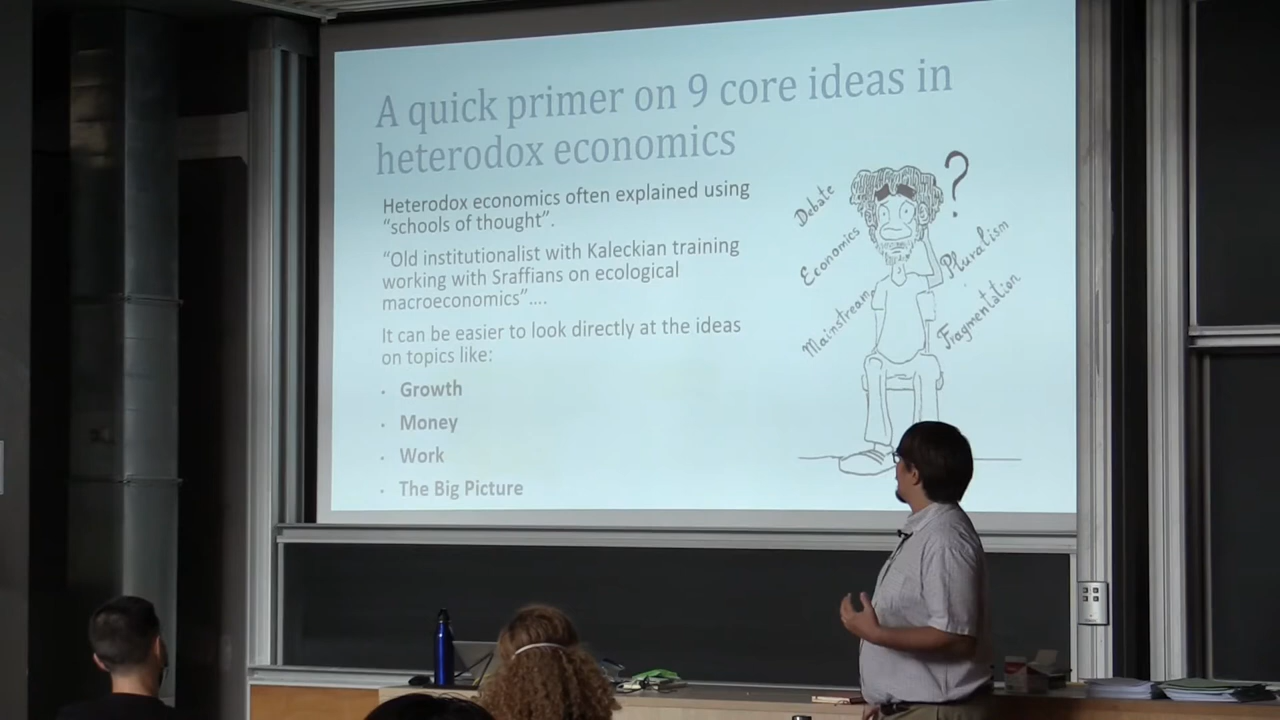 A quick primer on 9 core ideas in
heterodox economics
Heterodox economics often explained using
“schools of thought”.
“Old institutionalist with Kaleckian training
working with Sraffians on ecological
macroeconomics”....
It can be easier to look directly at the ideas
on topics like:
• Growth
• Money
• Work
• The Big Picture
?
Debate
Economics
Mainstream
Pluralism
Fragmentation